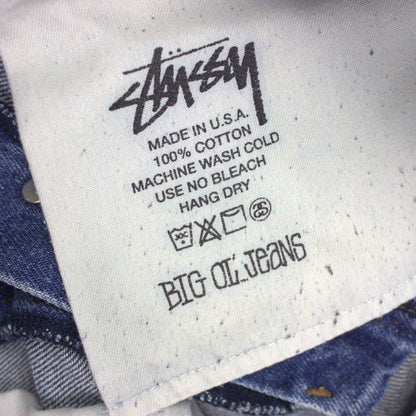 STÜSSY
MADE IN U.S.A.
100% COTTON
MACHINE WASH COLD
USE NO BLEACH
HANG DRY
BIG OL' JEANS